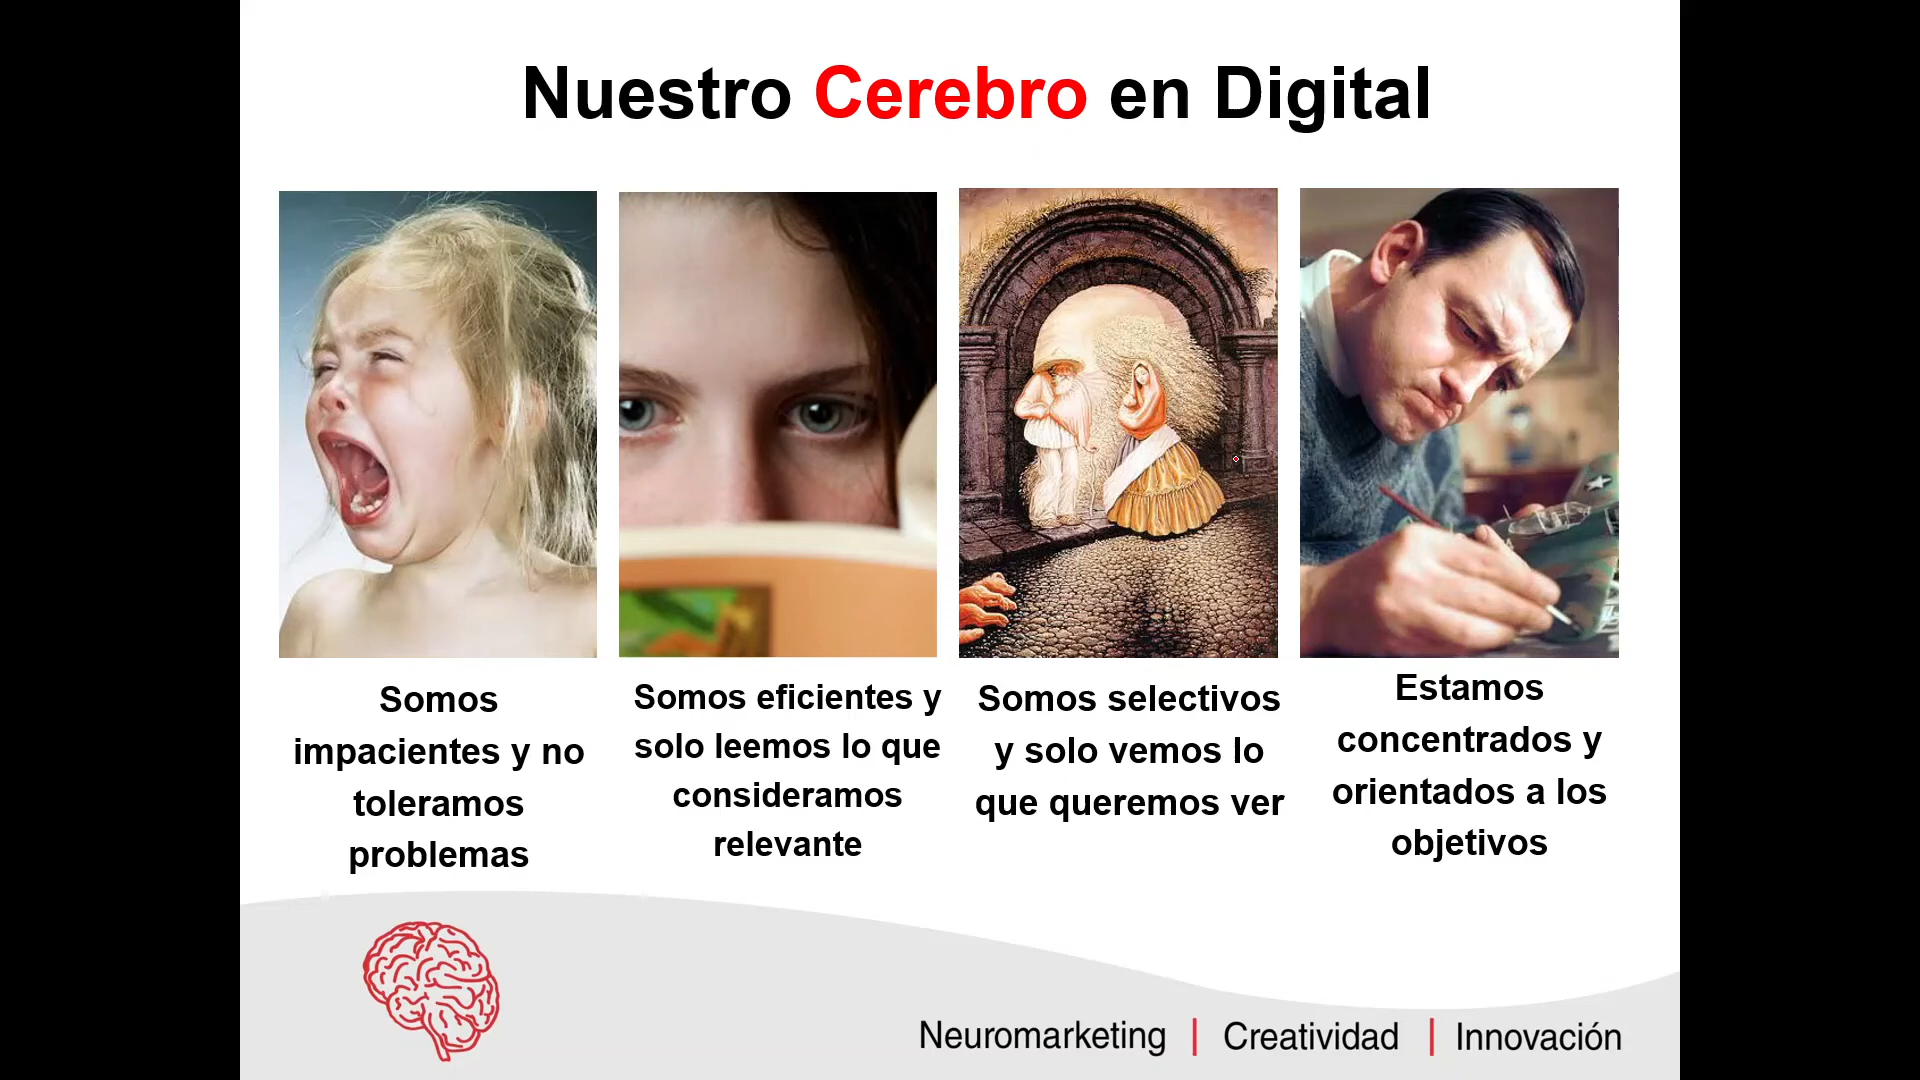 Nuestro Cerebro en Digital
Somos
impacientes y no
toleramos
problemas
Somos eficientes y
solo leemos lo que
consideramos
relevante
Somos selectivos
y solo vemos lo
que queremos ver
Estamos
concentrados y
orientados a los
objetivos
Neuromarketing | Creatividad | Innovación